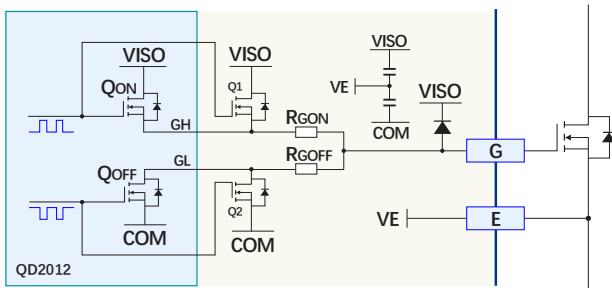 VISO
VISO
VISO
QON
Q1
VE
VISO
GH
RGON
COM
GL
RGOFF
G
QOFF
Q2
VE
E
COM
COM
QD2012